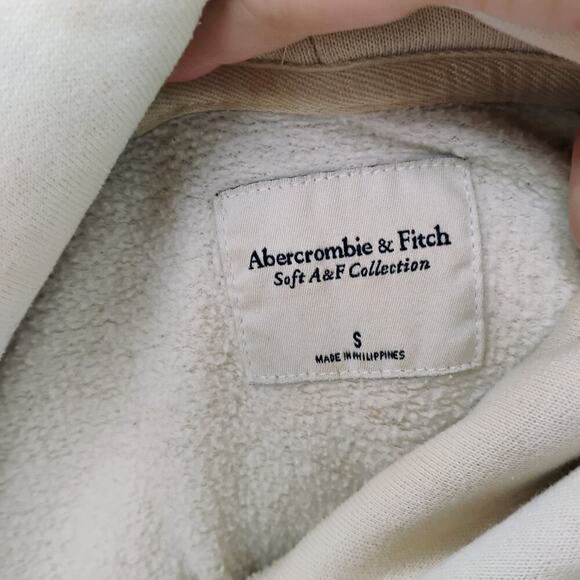 Abercrombie & Fitch
Soft A&F Collection
S
MADE IN PHILIPPINES